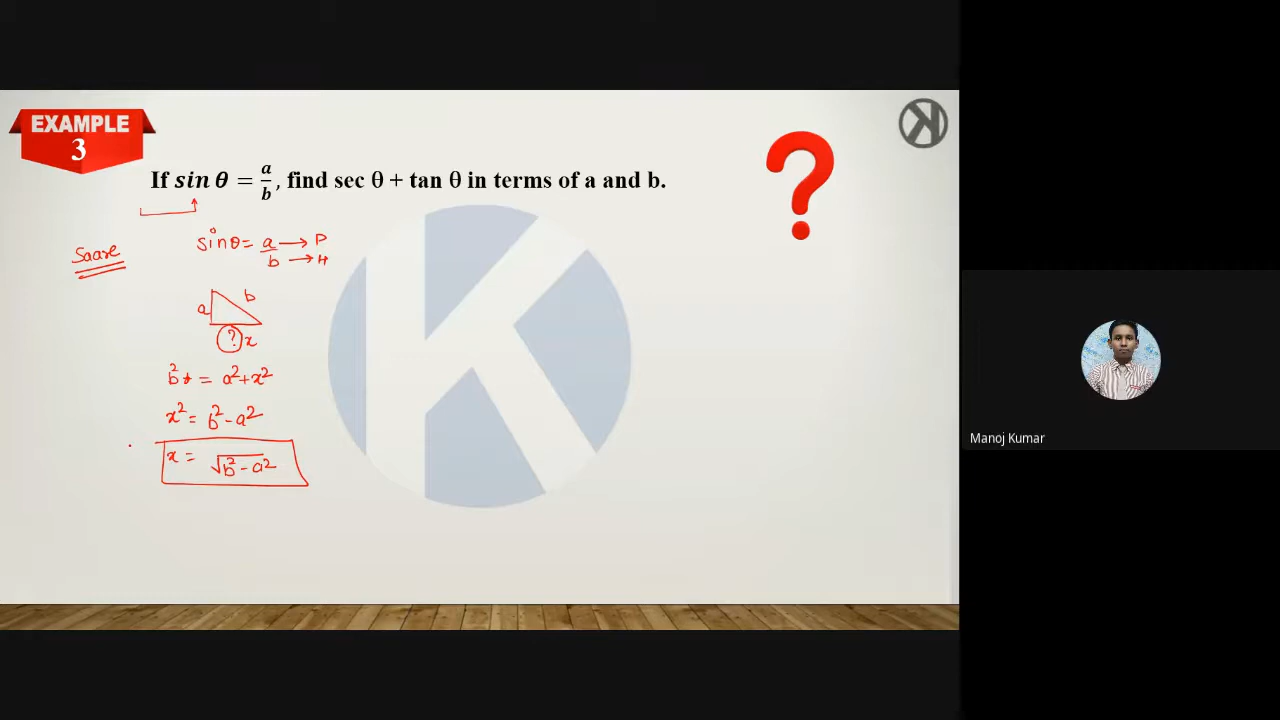 EXAMPLE
3
If sin θ = a/b, find sec θ + tan θ in terms of a and b.
Saare
sinθ = a → P
b → H
a b
? x
b² = a² + x²
x² = b² - a²
x = √b² - a²
Manoj Kumar